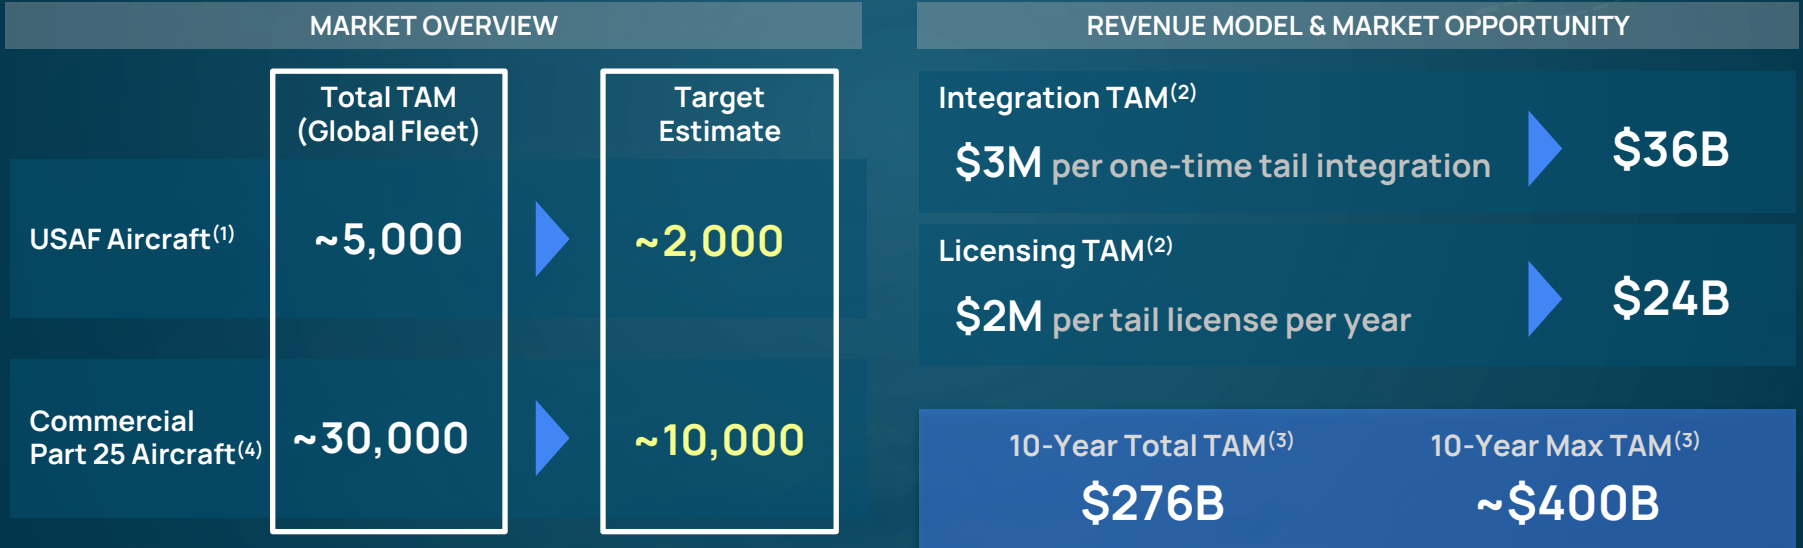 MARKET OVERVIEW
Total TAM
(Global Fleet)
Target
Estimate
USAF Aircraft(1)
~5,000
~2,000
Commercial
Part 25 Aircraft(4)
~30,000
~10,000
REVENUE MODEL & MARKET OPPORTUNITY
Integration TAM(2)
$3M per one-time tail integration
$36B
Licensing TAM(2)
$2M per tail license per year
$24B
10-Year Total TAM(3)
$276B
10-Year Max TAM(3)
~$400B